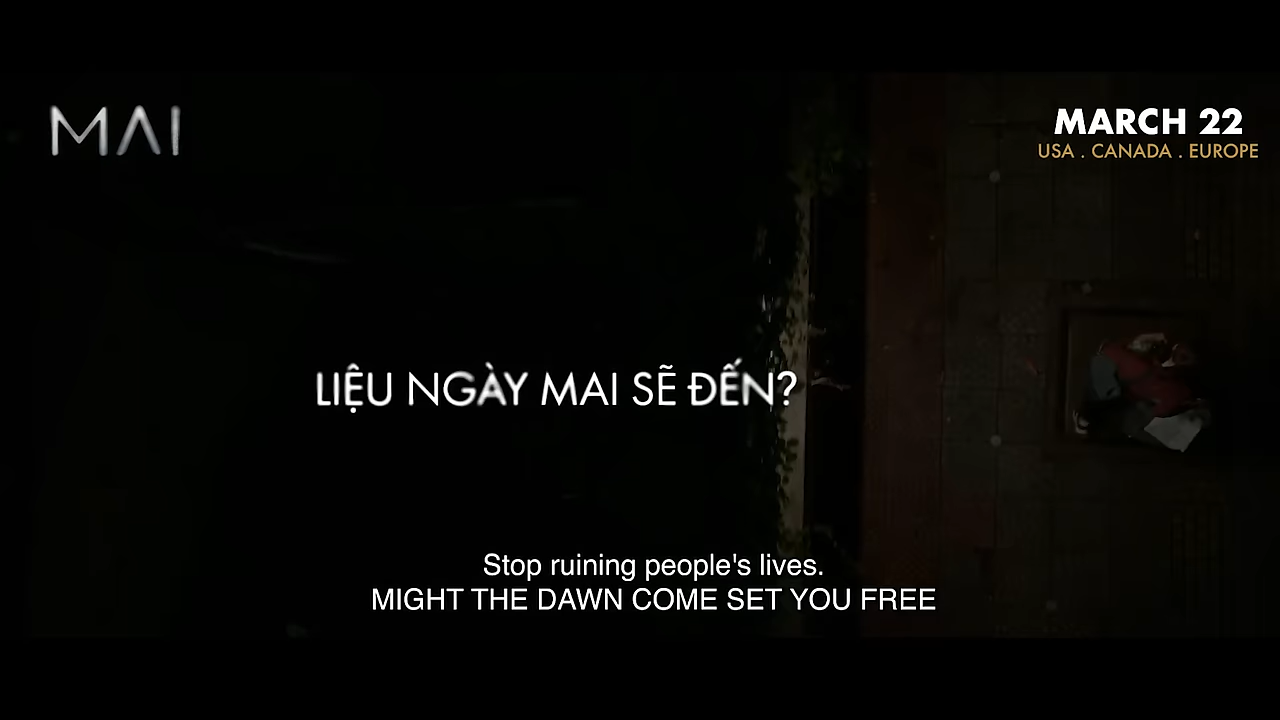 MAI
MARCH 22
USA . CANADA . EUROPE
LIỆU NGÀY MAI SẼ ĐẾN?
Stop ruining people's lives.
MIGHT THE DAWN COME SET YOU FREE